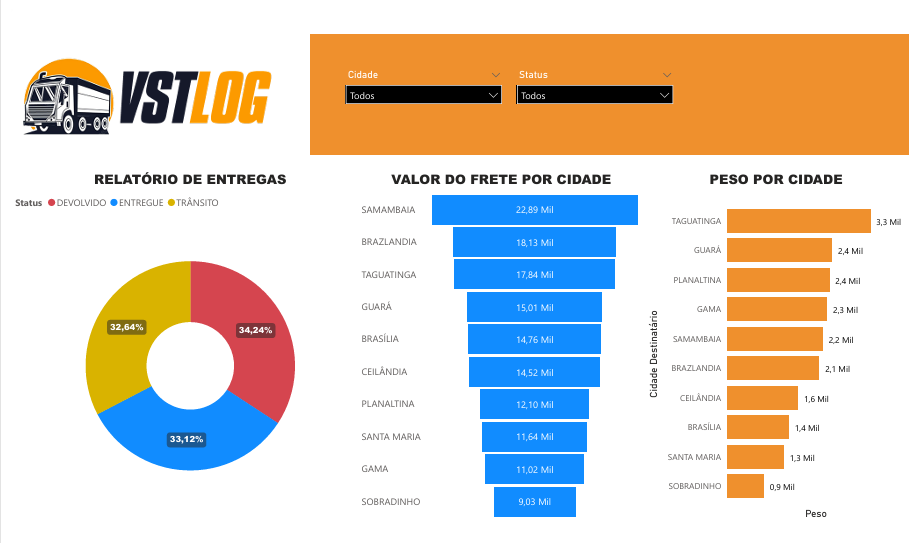 VSTLOG
Cidade
Todos
Status
Todos
RELATÓRIO DE ENTREGAS
Status DEVOLVIDO ENTREGUE TRÂNSITO
32,64%
34,24%
33,12%
VALOR DO FRETE POR CIDADE
SAMAMBAIA 22,89 Mil
BRAZLANDIA 18,13 Mil
TAGUATINGA 17,84 Mil
GUARÁ 15,01 Mil
BRASÍLIA 14,76 Mil
CEILÂNDIA 14,52 Mil
PLANALTINA 12,10 Mil
SANTA MARIA 11,64 Mil
GAMA 11,02 Mil
SOBRADINHO 9,03 Mil
PESO POR CIDADE
Cidade Destinatário
TAGUATINGA 3,3 Mil
GUARÁ 2,4 Mil
PLANALTINA 2,4 Mil
GAMA 2,3 Mil
SAMAMBAIA 2,2 Mil
BRAZLANDIA 2,1 Mil
CEILÂNDIA 1,6 Mil
BRASÍLIA 1,4 Mil
SANTA MARIA 1,3 Mil
SOBRADINHO 0,9 Mil
Peso